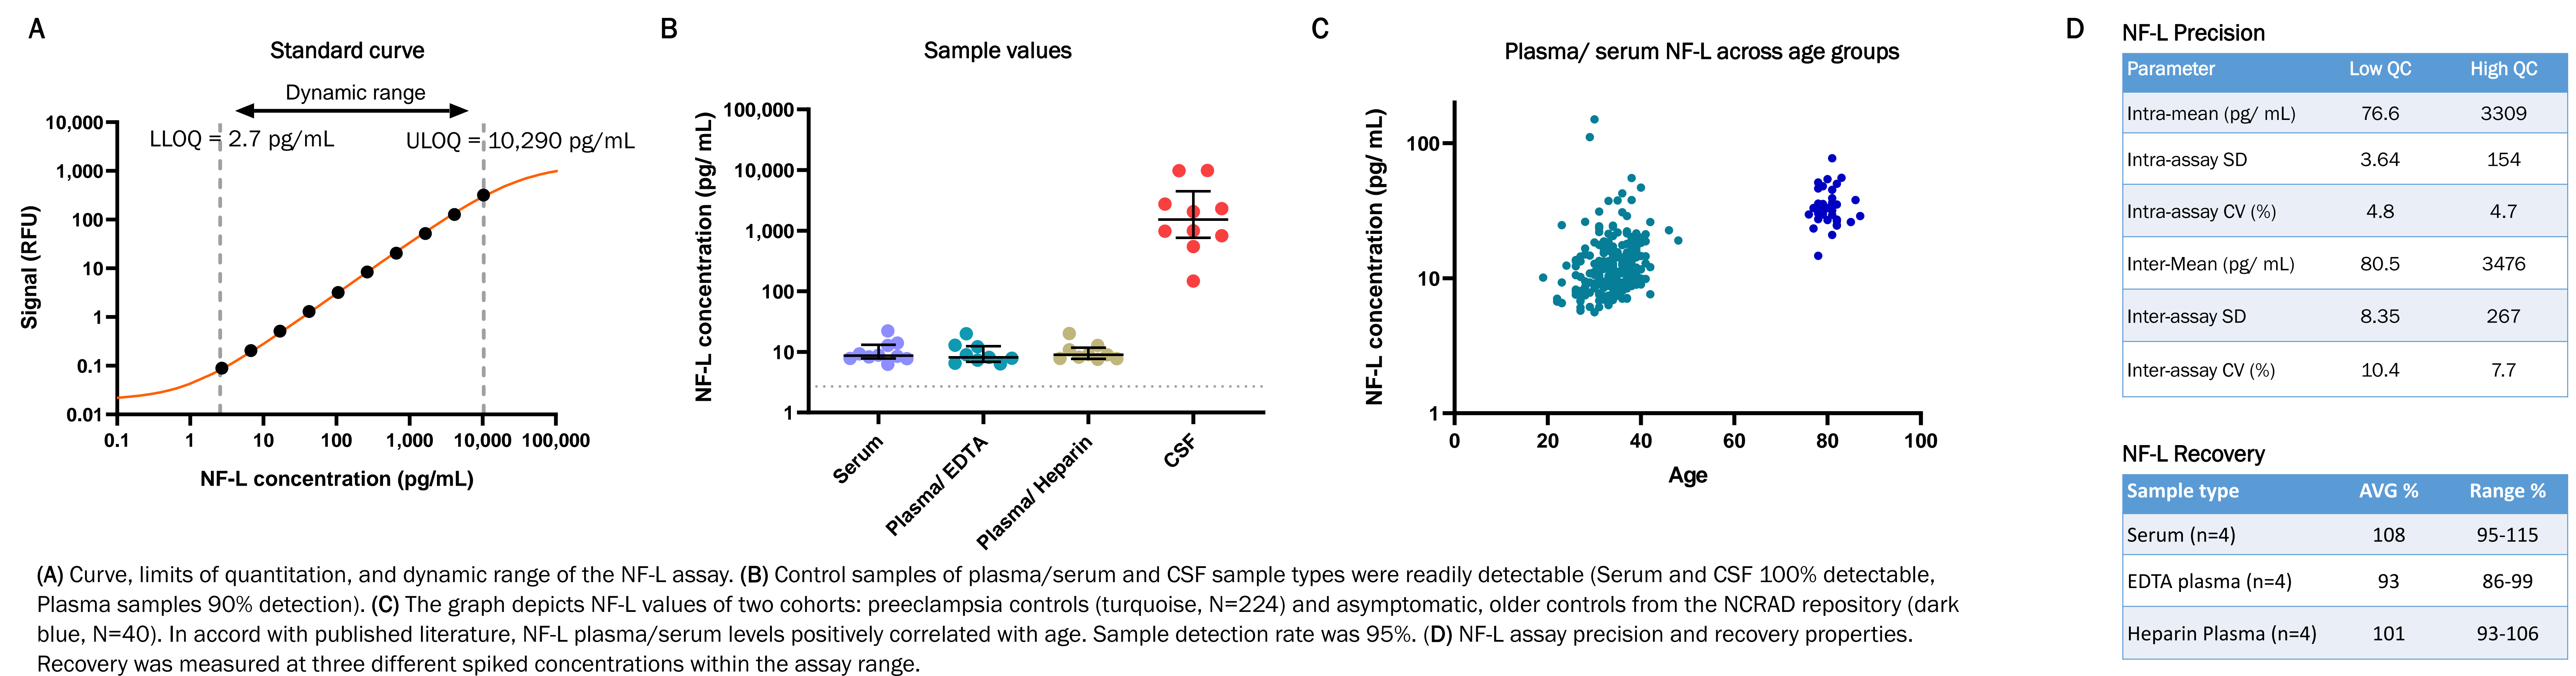 A
Standard curve
Dynamic range
LLOQ = 2.7 pg/mL
ULOQ = 10,290 pg/mL
10,000
1,000
100
10
1
0.1
0.01
Signal (RFU)
0.1 1 10 100 1,000 10,000 100,000
NF-L concentration (pg/mL)
B
Sample values
100,000
10,000
1,000
100
10
1
NF-L concentration (pg/ mL)
Serum
Plasma/ EDTA
Plasma/ Heparin
CSF
C
Plasma/ serum NF-L across age groups
100
10
1
NF-L concentration (pg/ mL)
0 20 40 60 80 100
Age
D
NF-L Precision
Parameter Low QC High QC
Intra-mean (pg/ mL) 76.6 3309
Intra-assay SD 3.64 154
Intra-assay CV (%) 4.8 4.7
Inter-Mean (pg/ mL) 80.5 3476
Inter-assay SD 8.35 267
Inter-assay CV (%) 10.4 7.7
NF-L Recovery
Sample type AVG % Range %
Serum (n=4) 108 95-115
EDTA plasma (n=4) 93 86-99
Heparin Plasma (n=4) 101 93-106
(A) Curve, limits of quantitation, and dynamic range of the NF-L assay. (B) Control samples of plasma/serum and CSF sample types were readily detectable (Serum and CSF 100% detectable,
Plasma samples 90% detection). (C) The graph depicts NF-L values of two cohorts: preeclampsia controls (turquoise, N=224) and asymptomatic, older controls from the NCRAD repository (dark
blue, N=40). In accord with published literature, NF-L plasma/serum levels positively correlated with age. Sample detection rate was 95%. (D) NF-L assay precision and recovery properties.
Recovery was measured at three different spiked concentrations within the assay range.